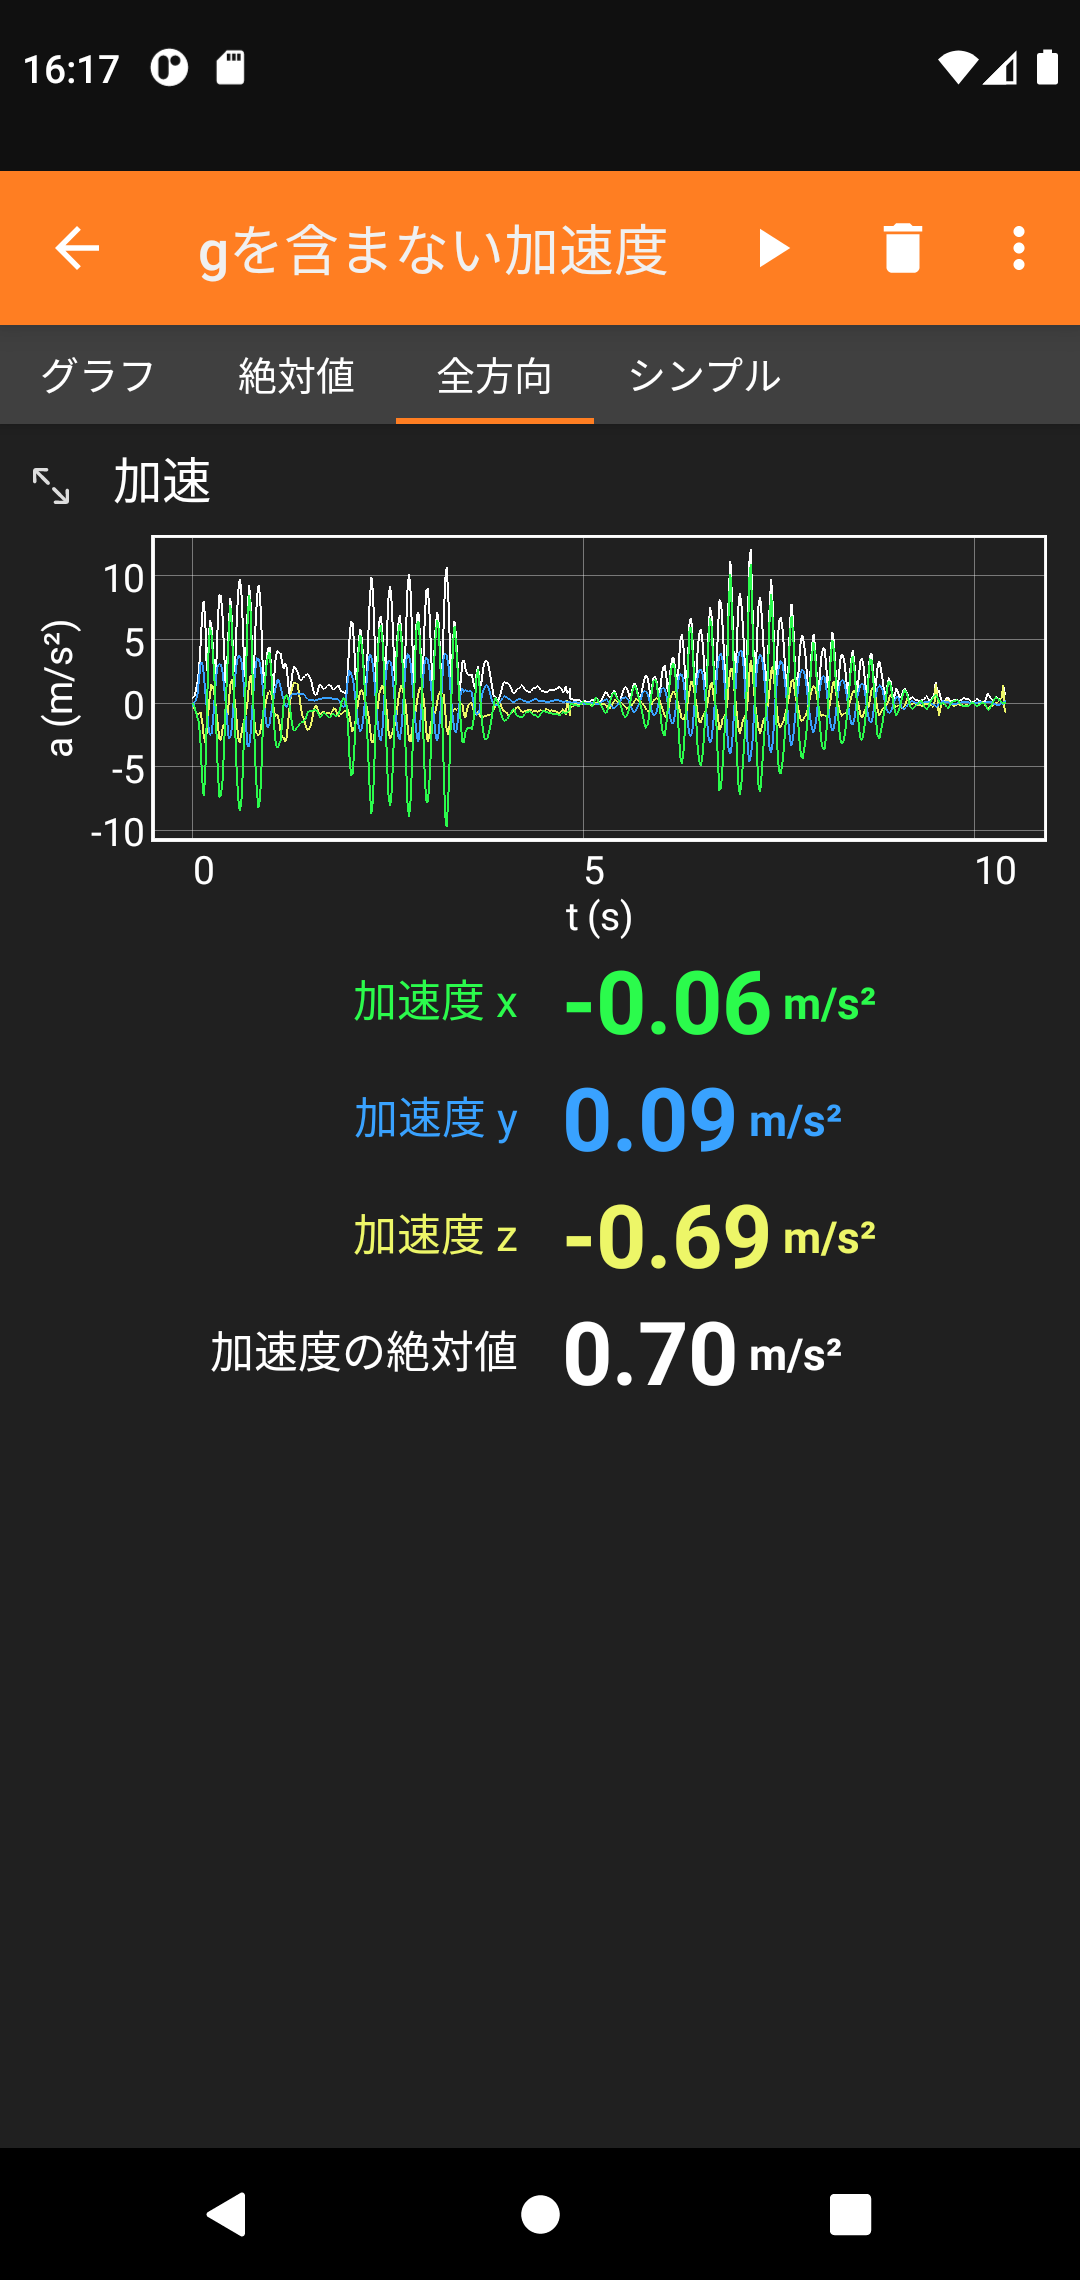 16:17
gを含まない加速度
グラフ 絶対値 全方向 シンプル
加速
10
5
0
-5
-10
a (m/s²)
0 5 10
t (s)
加速度 x -0.06 m/s²
加速度 y 0.09 m/s²
加速度 z -0.69 m/s²
加速度の絶対値 0.70 m/s²